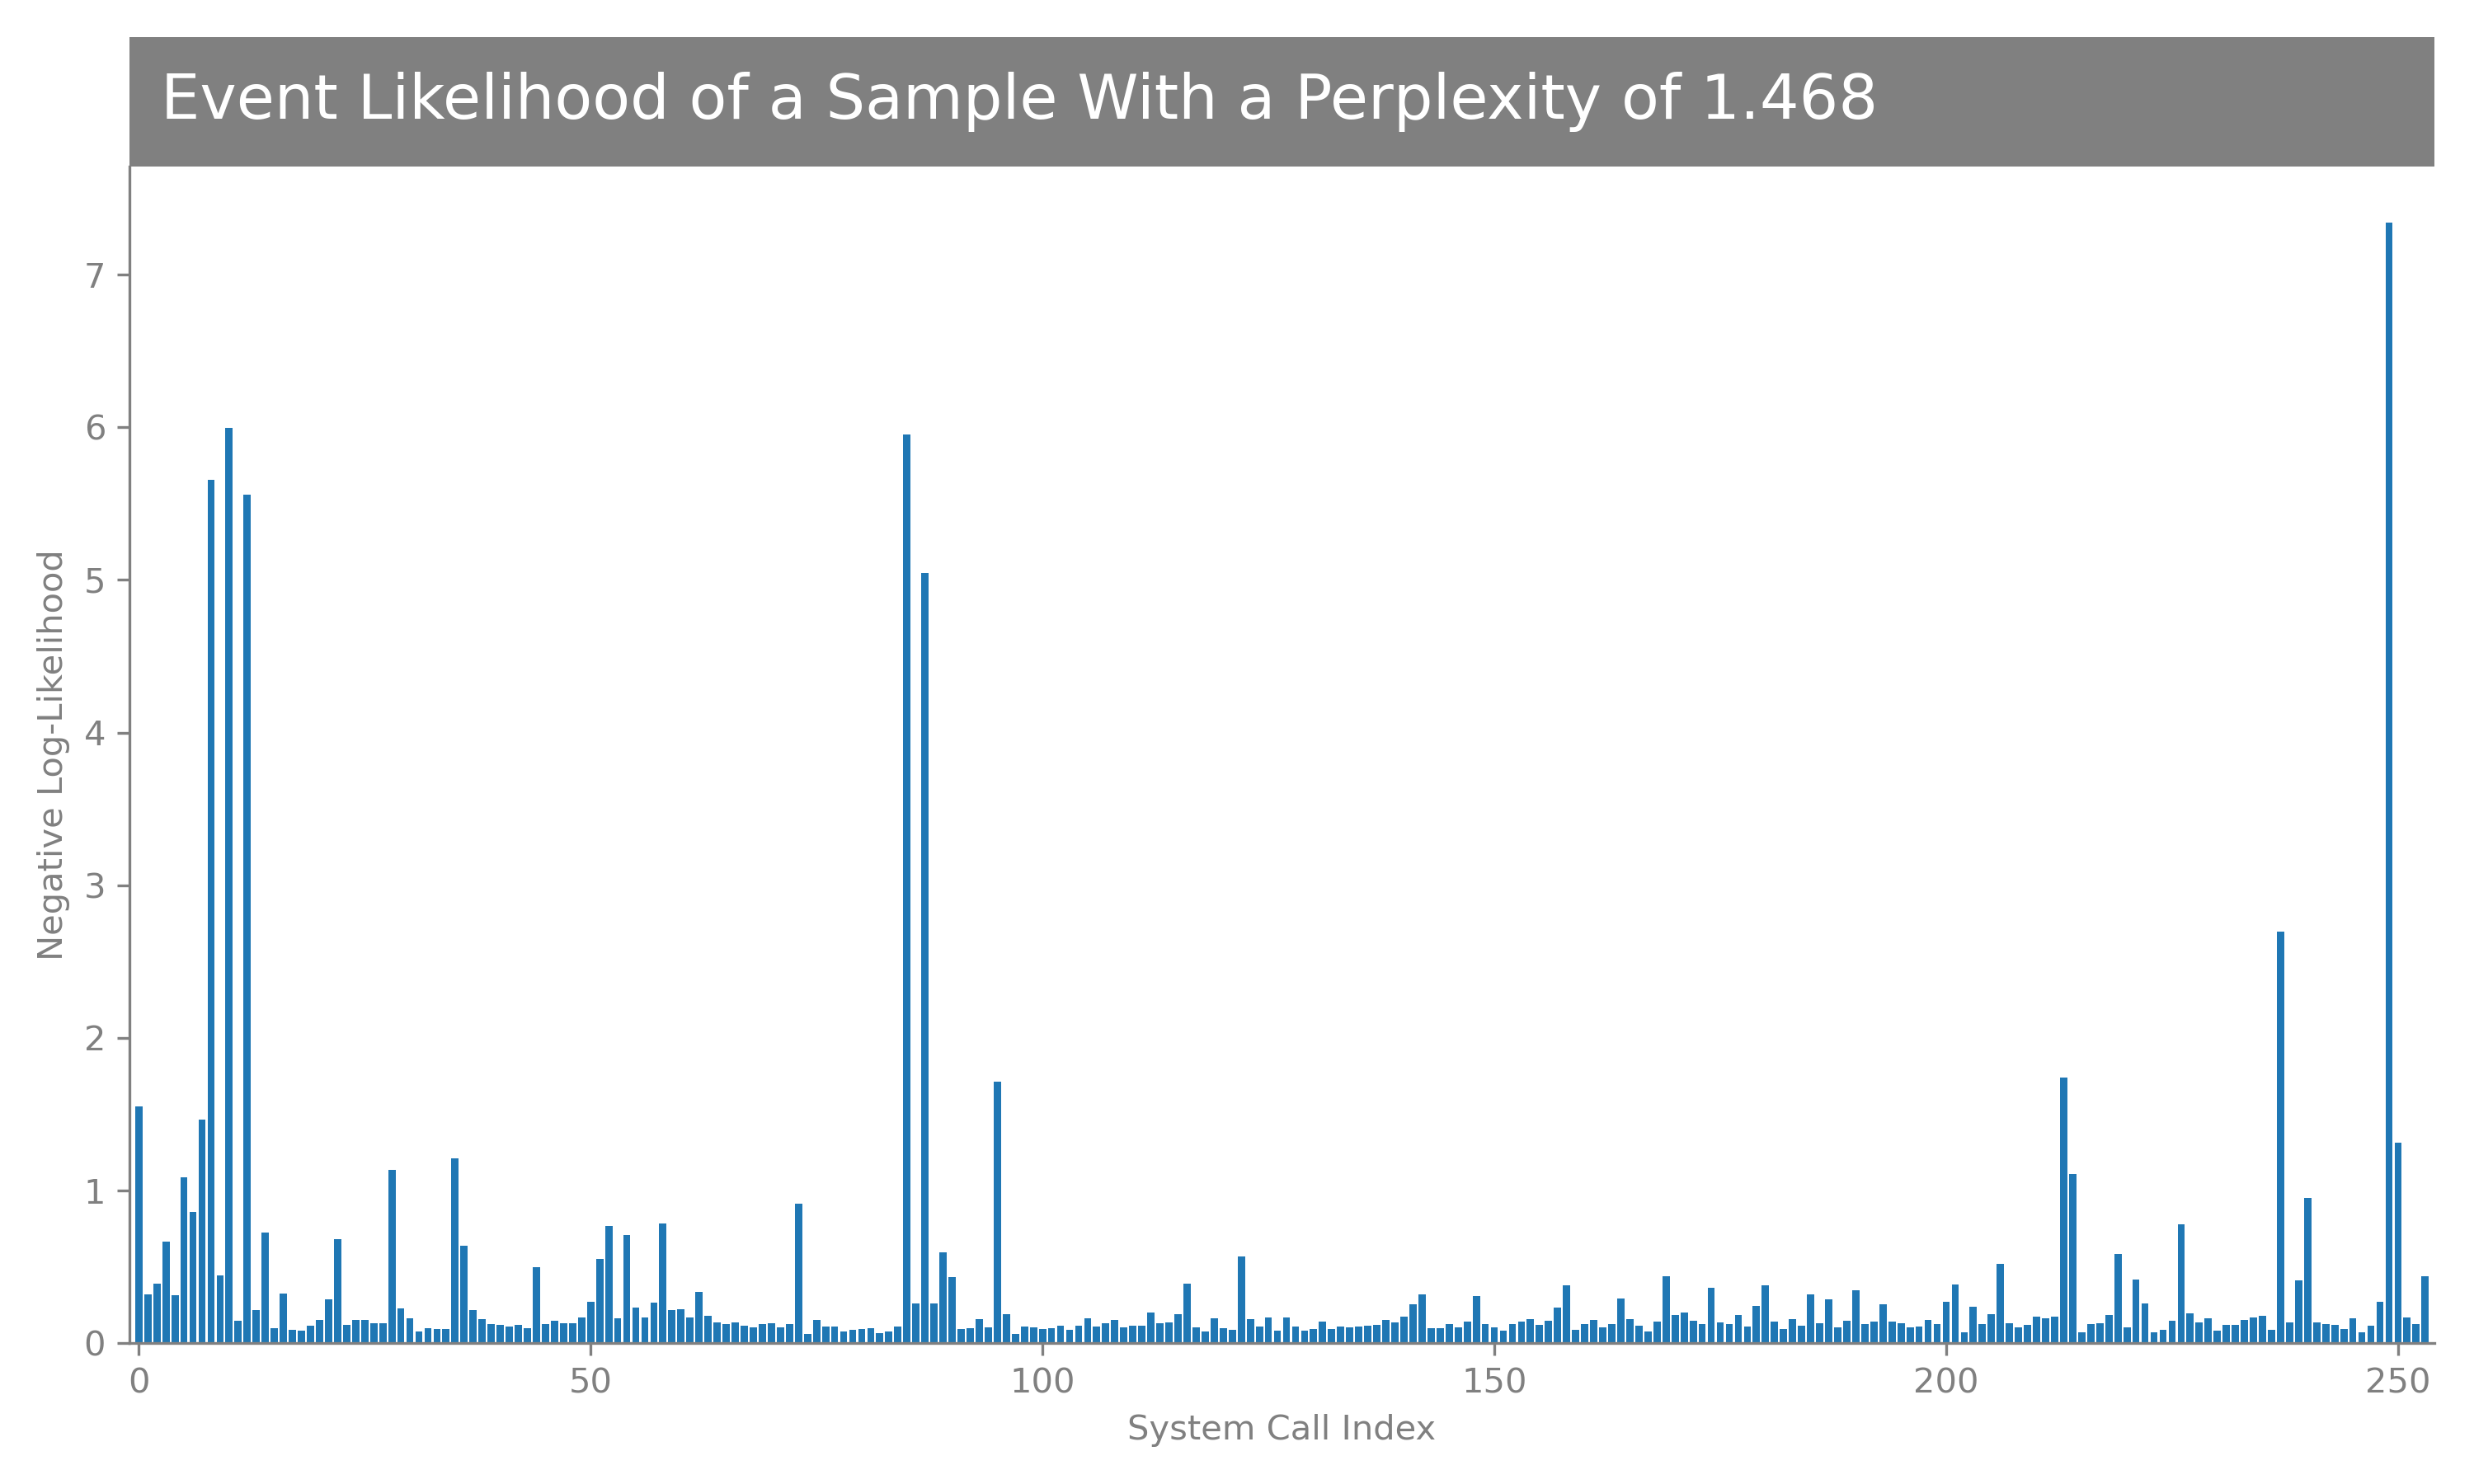 Event Likelihood of a Sample With a Perplexity of 1.468
Negative Log-Likelihood
7
6
5
4
3
2
1
0
0 50 100 150 200 250
System Call Index